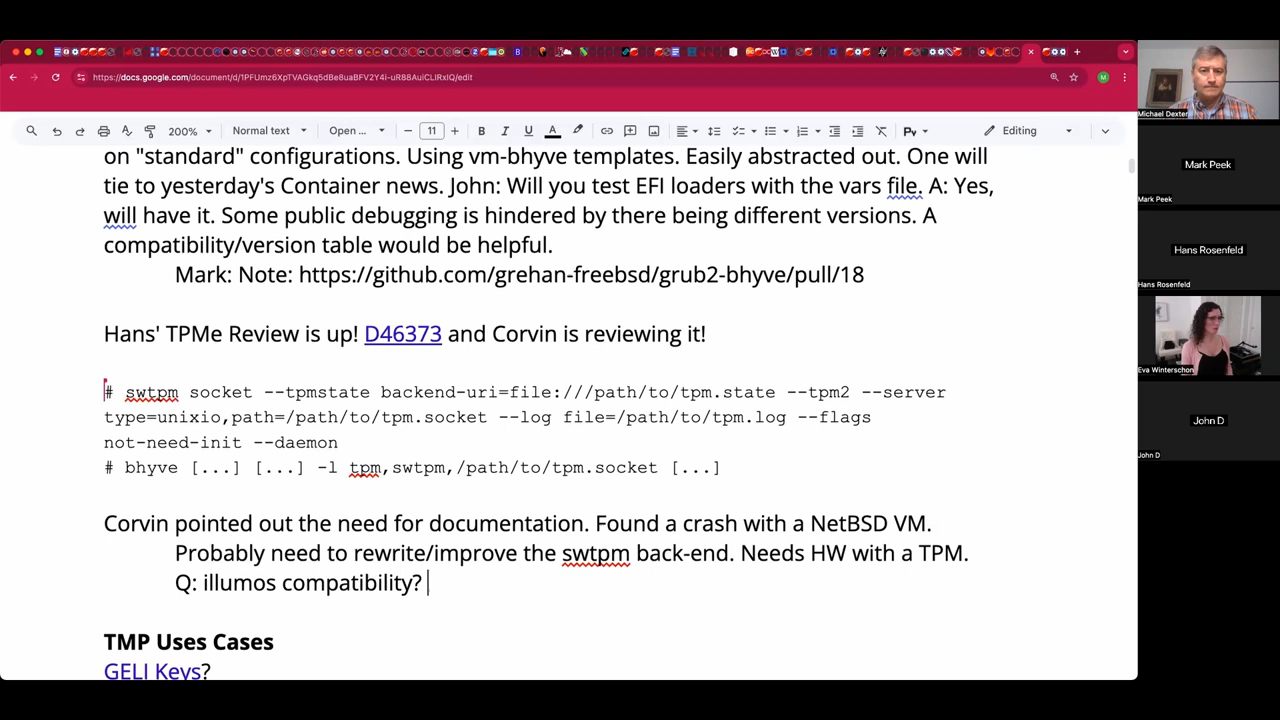 https://docs.google.com/document/d/1PFUmz6XpTVAGkq5dBe8uaBFV2Y4i-uR88AuiCLIRxIQ/edit
200%
Normal text
Open ...
11
Editing
on "standard" configurations. Using vm-bhyve templates. Easily abstracted out. One will
tie to yesterday's Container news. John: Will you test EFI loaders with the vars file. A: Yes,
will have it. Some public debugging is hindered by there being different versions. A
compatibility/version table would be helpful.
Mark: Note: https://github.com/grehan-freebsd/grub2-bhyve/pull/18
Hans' TPMe Review is up! D46373 and Corvin is reviewing it!
# swtpm socket --tpmstate backend-uri=file:///path/to/tpm.state --tpm2 --server
type=unixio,path=/path/to/tpm.socket --log file=/path/to/tpm.log --flags
not-need-init --daemon
# bhyve [...] [...] -l tpm,swtpm,/path/to/tpm.socket [...]
Corvin pointed out the need for documentation. Found a crash with a NetBSD VM.
Probably need to rewrite/improve the swtpm back-end. Needs HW with a TPM.
Q: illumos compatibility?
TMP Uses Cases
GELI Keys?
Michael Dexter
Mark Peek
Mark Peek
Hans Rosenfeld
Hans Rosenfeld
Eva Winterschon
John D
John D